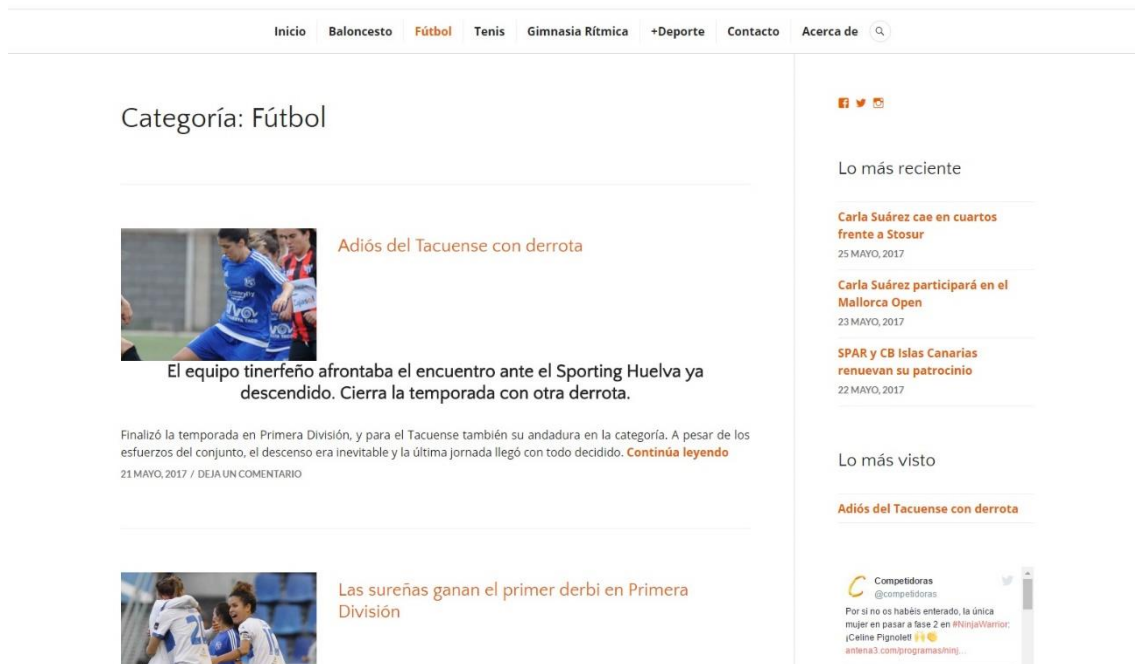 Inicio Baloncesto Fútbol Tenis Gimnasia Rítmica +Deporte Contacto Acerca de
Categoría: Fútbol
Adiós del Tacuense con derrota
El equipo tinerfeño afrontaba el encuentro ante el Sporting Huelva ya
descendido. Cierra la temporada con otra derrota.
Finalizó la temporada en Primera División, y para el Tacuense también su andadura en la categoría. A pesar de los
esfuerzos del conjunto, el descenso era inevitable y la última jornada llegó con todo decidido. Continúa leyendo
21 MAYO, 2017 / DEJA UN COMENTARIO
Las sureñas ganan el primer derbi en Primera
División
Lo más reciente
Carla Suárez cae en cuartos
frente a Stosur
25 MAYO, 2017
Carla Suárez participará en el
Mallorca Open
23 MAYO, 2017
SPAR y CB Islas Canarias
renuevan su patrocinio
22 MAYO, 2017
Lo más visto
Adiós del Tacuense con derrota
Competidoras
@competidoras
Por si no os habéis enterado, la única
mujer en pasar a fase 2 en #NinjaWarrior:
¡Celine Pignolet! 🙌👏
antena3.com/programas/ninj…